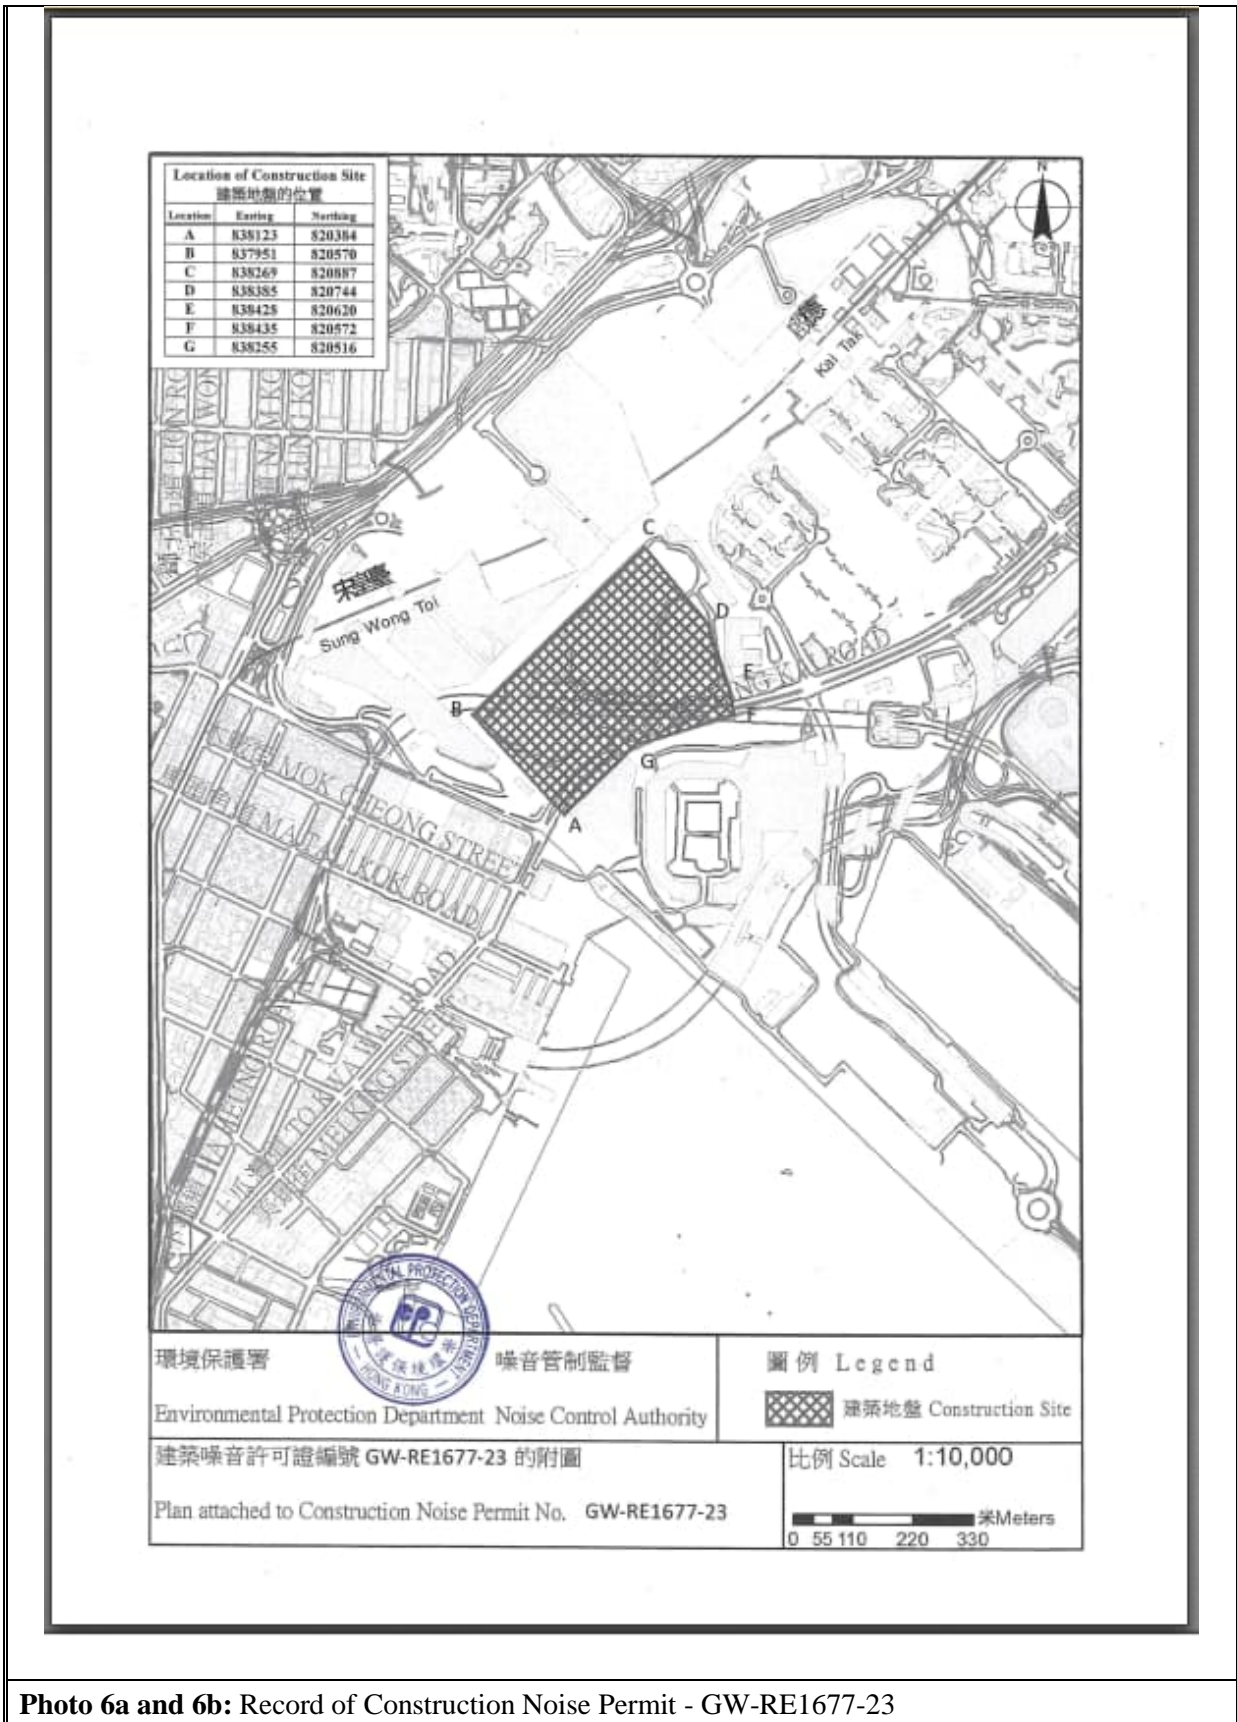 Location of Construction Site
建築地盤的位置
Location Easting Northing
A 838123 820384
B 837951 820570
C 838269 820887
D 838385 820744
E 838428 820620
F 838435 820572
G 838255 820516
N
啟德
Kai Tak
宋皇臺
Sung Wong Toi
C
D
E
ROAD
B
F
G
A
MOK CHEONG STREET
MA TAU KOK ROAD
ENVIRONMENTAL PROTECTION DEPARTMENT
HONG KONG
環境保護署 噪音管制監督
Environmental Protection Department Noise Control Authority
圖例 Legend
建築地盤 Construction Site
建築噪音許可證編號 GW-RE1677-23 的附圖
Plan attached to Construction Noise Permit No. GW-RE1677-23
比例 Scale 1:10,000
米Meters
0 55 110 220 330
Photo 6a and 6b: Record of Construction Noise Permit - GW-RE1677-23